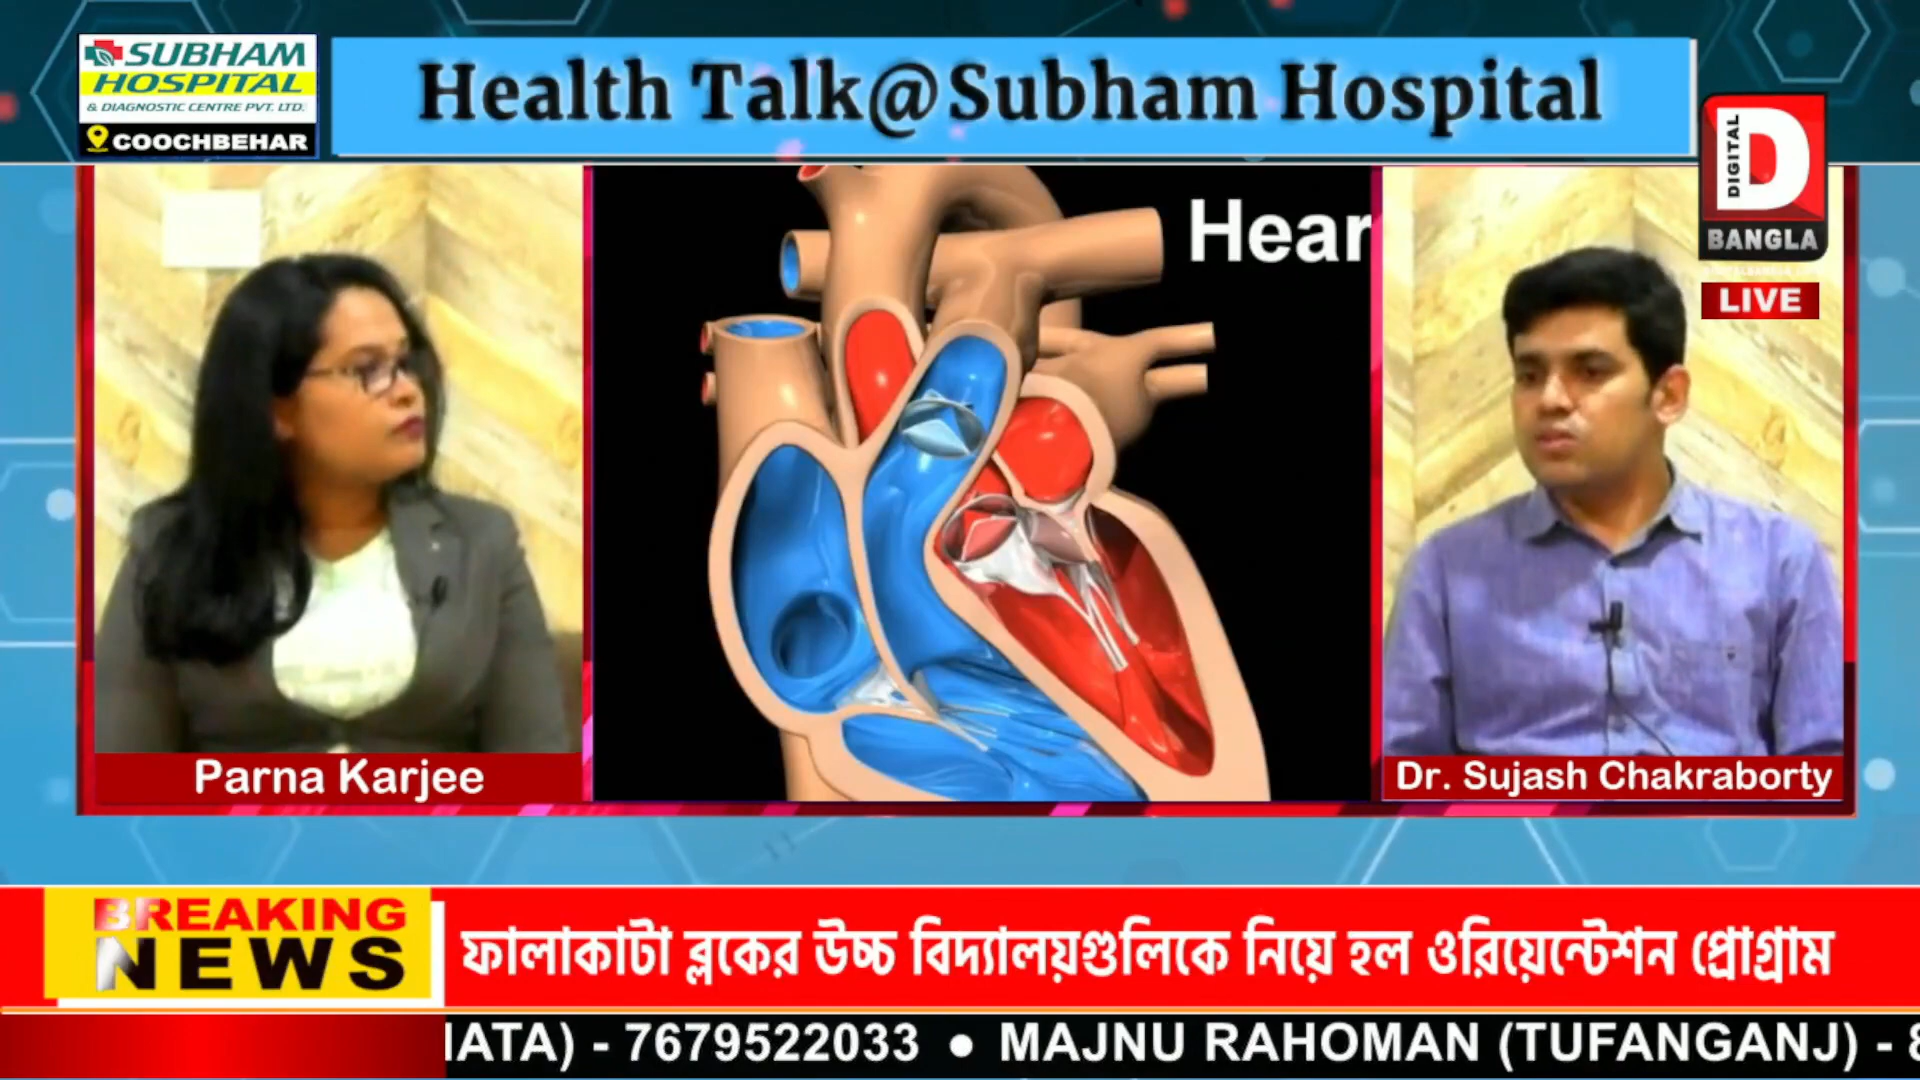 SUBHAM
HOSPITAL
& DIAGNOSTIC CENTRE PVT. LTD.
COOCHBEHAR
Health Talk@Subham Hospital
DIGITAL
D
BANGLA
LIVE
Hear
Parna Karjee
Dr. Sujash Chakraborty
BREAKING
NEWS
ফালাকাটা ব্লকের উচ্চ বিদ্যালয়গুলিকে নিয়ে হল ওরিয়েন্টেশন প্রোগ্রাম
IATA) - 7679522033 ● MAJNU RAHOMAN (TUFANGANJ) - 8